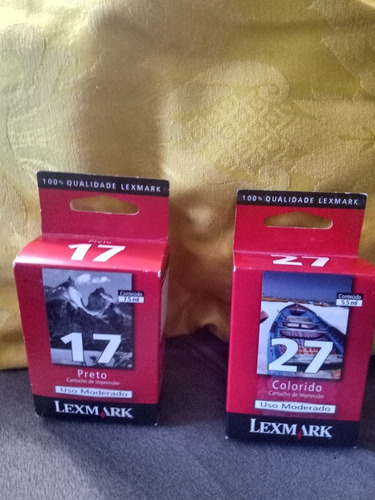 100% QUALIDADE LEXMARK
Preto
17
Conteúdo
7.5 ml
17
Preto
Cartucho de Impressão
Uso Moderado
LEXMARK
100% QUALIDADE LEXMARK
27
Conteúdo
5.5 ml
27
Colorido
Cartucho de Impressão
Uso Moderado
LEXMARK